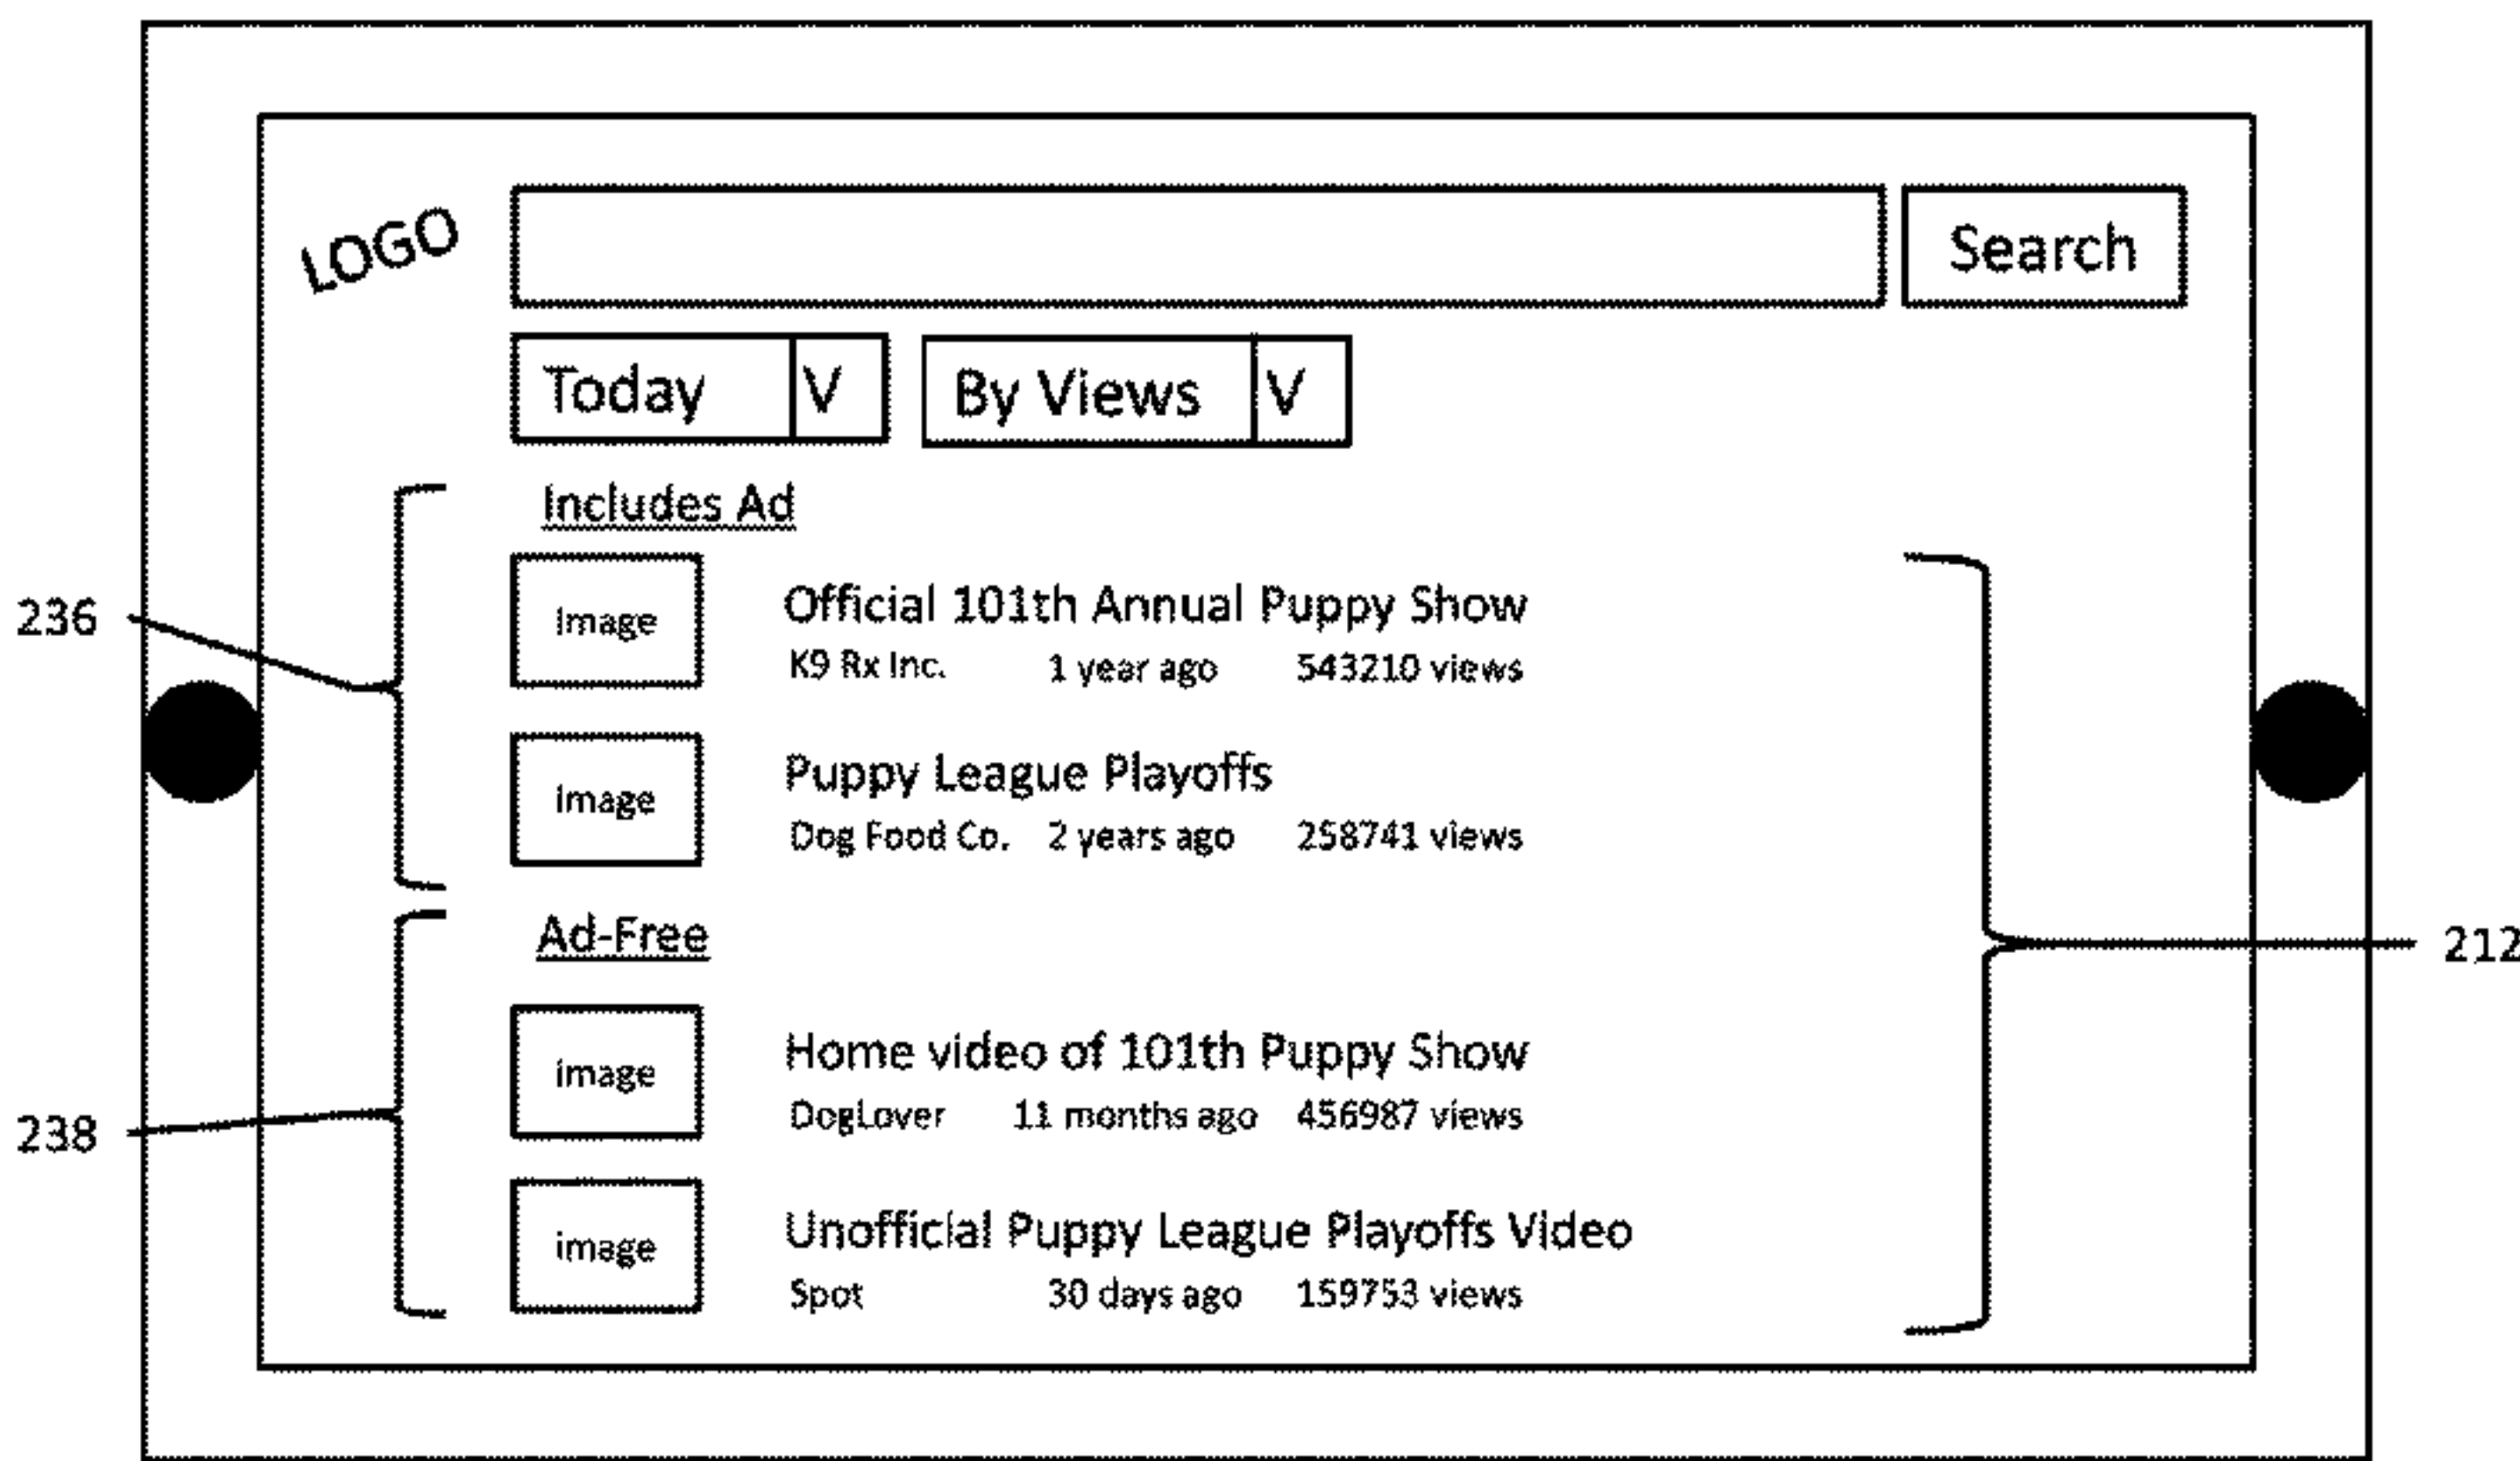 LOGO
Search
Today V By Views V
Includes Ad
236
Image Official 101th Annual Puppy Show
K9 Rx Inc. 1 year ago 543210 views
Image Puppy League Playoffs
Dog Food Co. 2 years ago 258741 views
Ad-Free
212
Image Home video of 101th Puppy Show
DogLover 11 months ago 456987 views
238
image Unofficial Puppy League Playoffs Video
Spot 30 days ago 159753 views